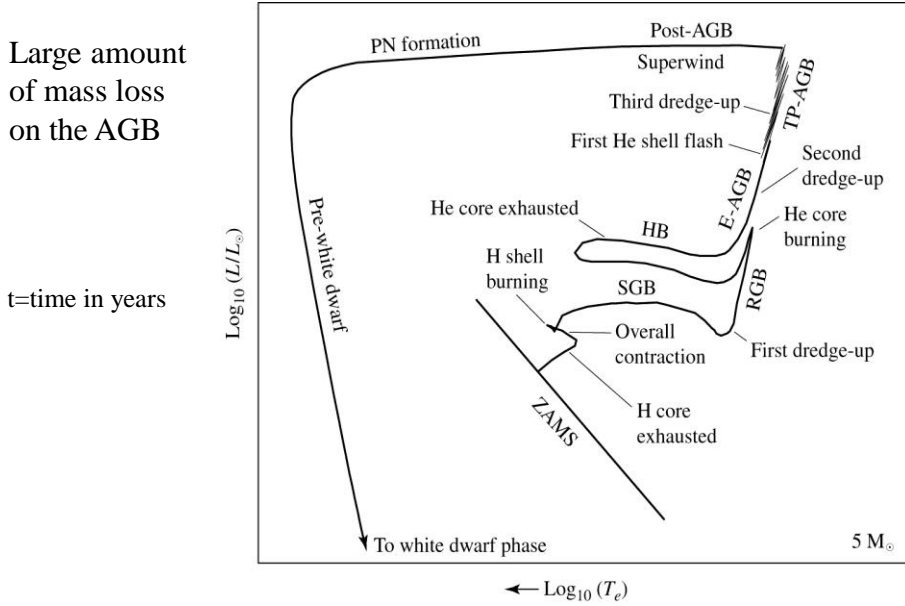 Large amount
of mass loss
on the AGB
t=time in years
Log₁₀ (L/L☉)
PN formation
Post-AGB
Superwind
Third dredge-up
TP-AGB
First He shell flash
Second
dredge-up
E-AGB
He core exhausted
HB
He core
burning
Pre-white dwarf
H shell
burning
SGB
RGB
Overall
contraction
First dredge-up
ZAMS
H core
exhausted
To white dwarf phase
5 M☉
← Log₁₀ (Tₑ)